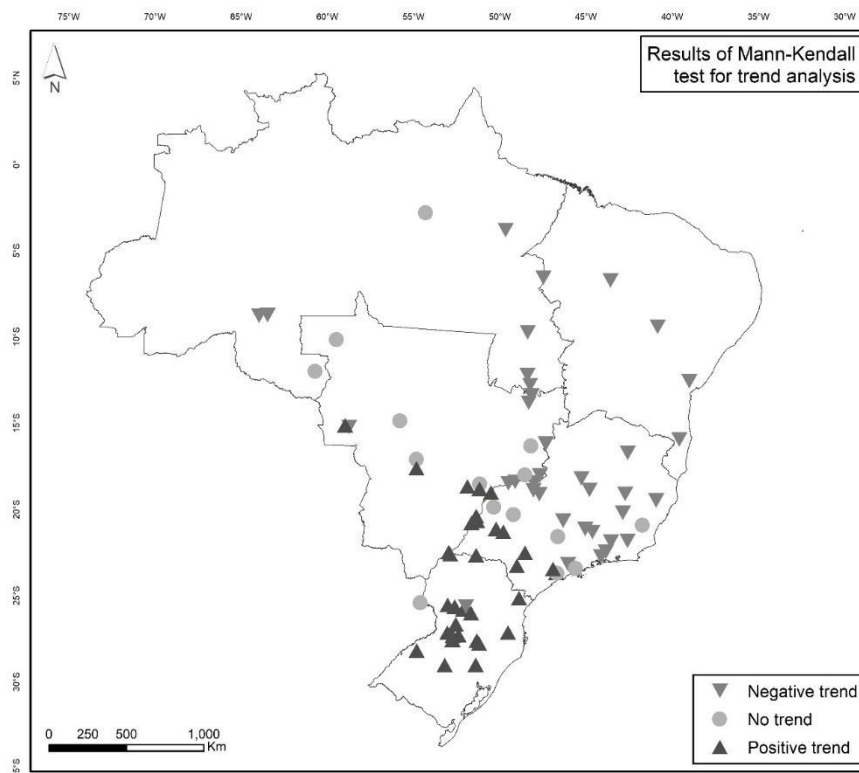 75°W 70°W 65°W 60°W 55°W 50°W 45°W 40°W 35°W 30°W
Results of Mann-Kendall
test for trend analysis
N
5°N
0°
5°S
10°S
15°S
20°S
25°S
30°S
5°S
Negative trend
No trend
Positive trend
0 250 500 1,000
Km